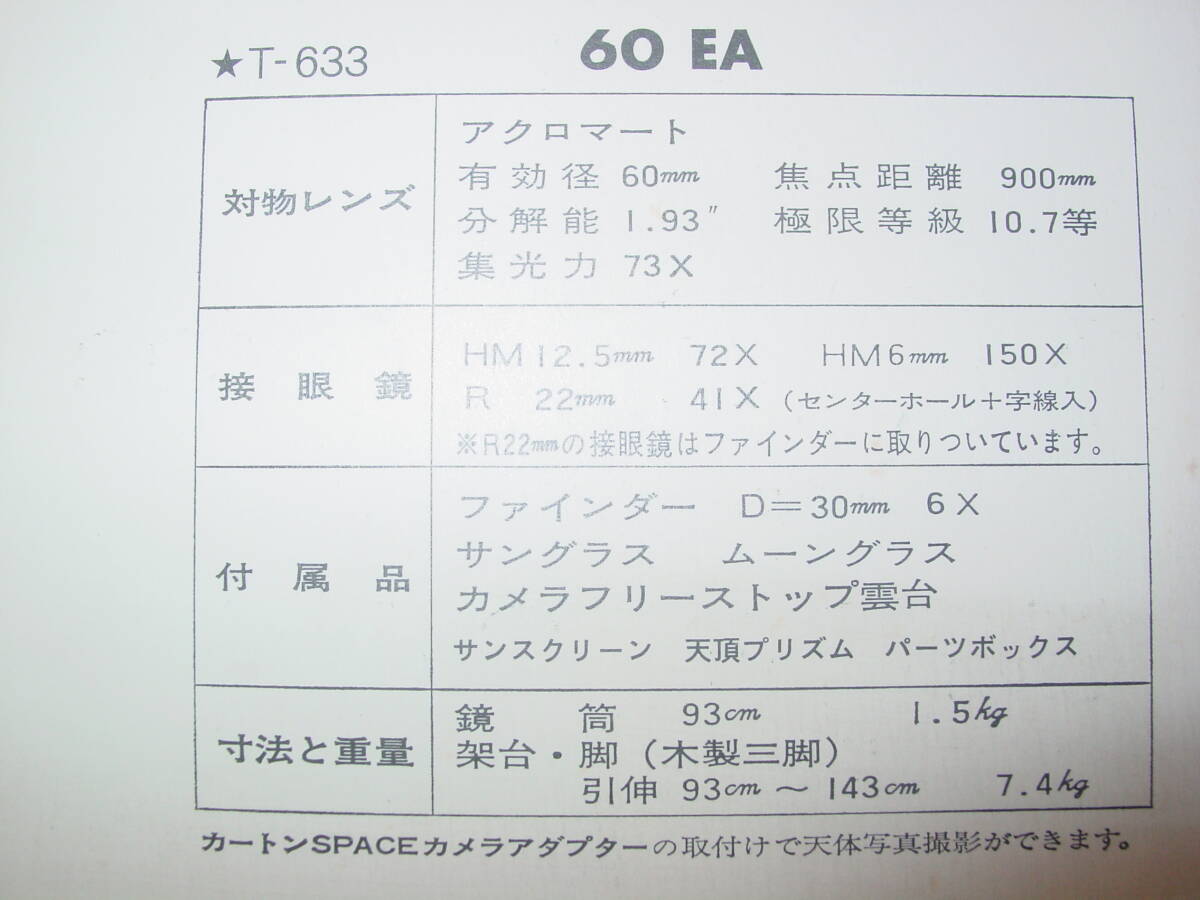 ★T-633 60 EA
対物レンズ
アクロマート
有効径 60mm 焦点距離 900mm
分解能 1.93″ 極限等級 10.7等
集光力 73X
接眼鏡
HM12.5mm 72X HM6mm 150X
R 22mm 41X (センターホール十字線入)
※R22mmの接眼鏡はファインダーに取りついています。
付属品
ファインダー D=30mm 6X
サングラス ムーングラス
カメラフリーストップ雲台
サンスクリーン 天頂プリズム パーツボックス
寸法と重量
鏡筒 93cm 1.5kg
架台・脚(木製三脚)
引伸 93cm〜143cm 7.4kg
カートンSPACEカメラアダプターの取付けで天体写真撮影ができます。